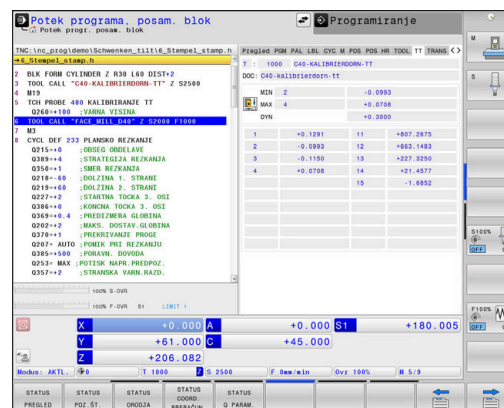 Potek programa, posam. blok
Potek progr. posam. blok
Programiranje
TNC:\nc_prog\demo\Schwenken_tilt\6_Stempel_stamp.h
→6_Stempel_stamp.h
2 BLK FORM CYLINDER Z R30 L60 DIST+2
3 TOOL CALL "C40-KALIBRIERDORN-TT" Z S2500
4 M19
5 TCH PROBE 480 KALIBRIRANJE TT
Q260=+100 ;VARNA VISINA
6 TOOL CALL "FACE_MILL_D40" Z S2000 F1000
7 M3
8 CYCL DEF 233 PLANSKO REZKANJE
Q215=+0 ;OBSEG OBDELAVE
Q389=+4 ;STRATEGIJA REZKANJA
Q350=+1 ;SMER REZKANJA
Q218=-60 ;DOLZINA 1. STRANI
Q219=+60 ;DOLZINA 2. STRANI
Q227=+2 ;STARTNA TOCKA 3. OSI
Q386=+0 ;KONCNA TOCKA 3. OSI
Q369=+0.4 ;PREDIZMERA GLOBINA
Q202=+2 ;MAKS. DOSTAV.GLOBINA
Q370=+1 ;PREKRIVANJE PROGE
Q207= AUTO ;POMIK PRI REZKANJU
Q385=+500 ;PORAVN. DOVODA
Q253= MAX ;POTISK NAPR.PREDPOZ.
Q357=+2 ;STRANSKA VARN.RAZD.
Pregled PGM PAL LBL CYC M POS POS HR TOOL TT TRANS
T : 1000 C40-KALIBRIERDORN-TT
DOC: C40-kalibrierdorn-tt
MIN 2 -0.0993
MAX 4 +0.0708
DYN +0.3000
1 +0.1291 11 +807.2675
2 -0.0993 12 +663.1483
3 -0.1150 13 +227.3250
4 +0.0708 14 +21.4577
15 -1.6852
100% S-OVR
100% F-OVR S1 LIMIT 1
X +0.000 A +0.000 S1 +180.005
Y +61.000 C +45.000
Z +206.082
Modus: AKTL. 0 T 1000 Z S 2500 F 0mm/min Ovr 100% M 5/9
STATUS PREGLED
STATUS POZ.ŠT.
STATUS ORODJA
STATUS COORD. PRERAČUN
STATUS Q PARAM.
M
S
S100%
OFF
F100%
OFF